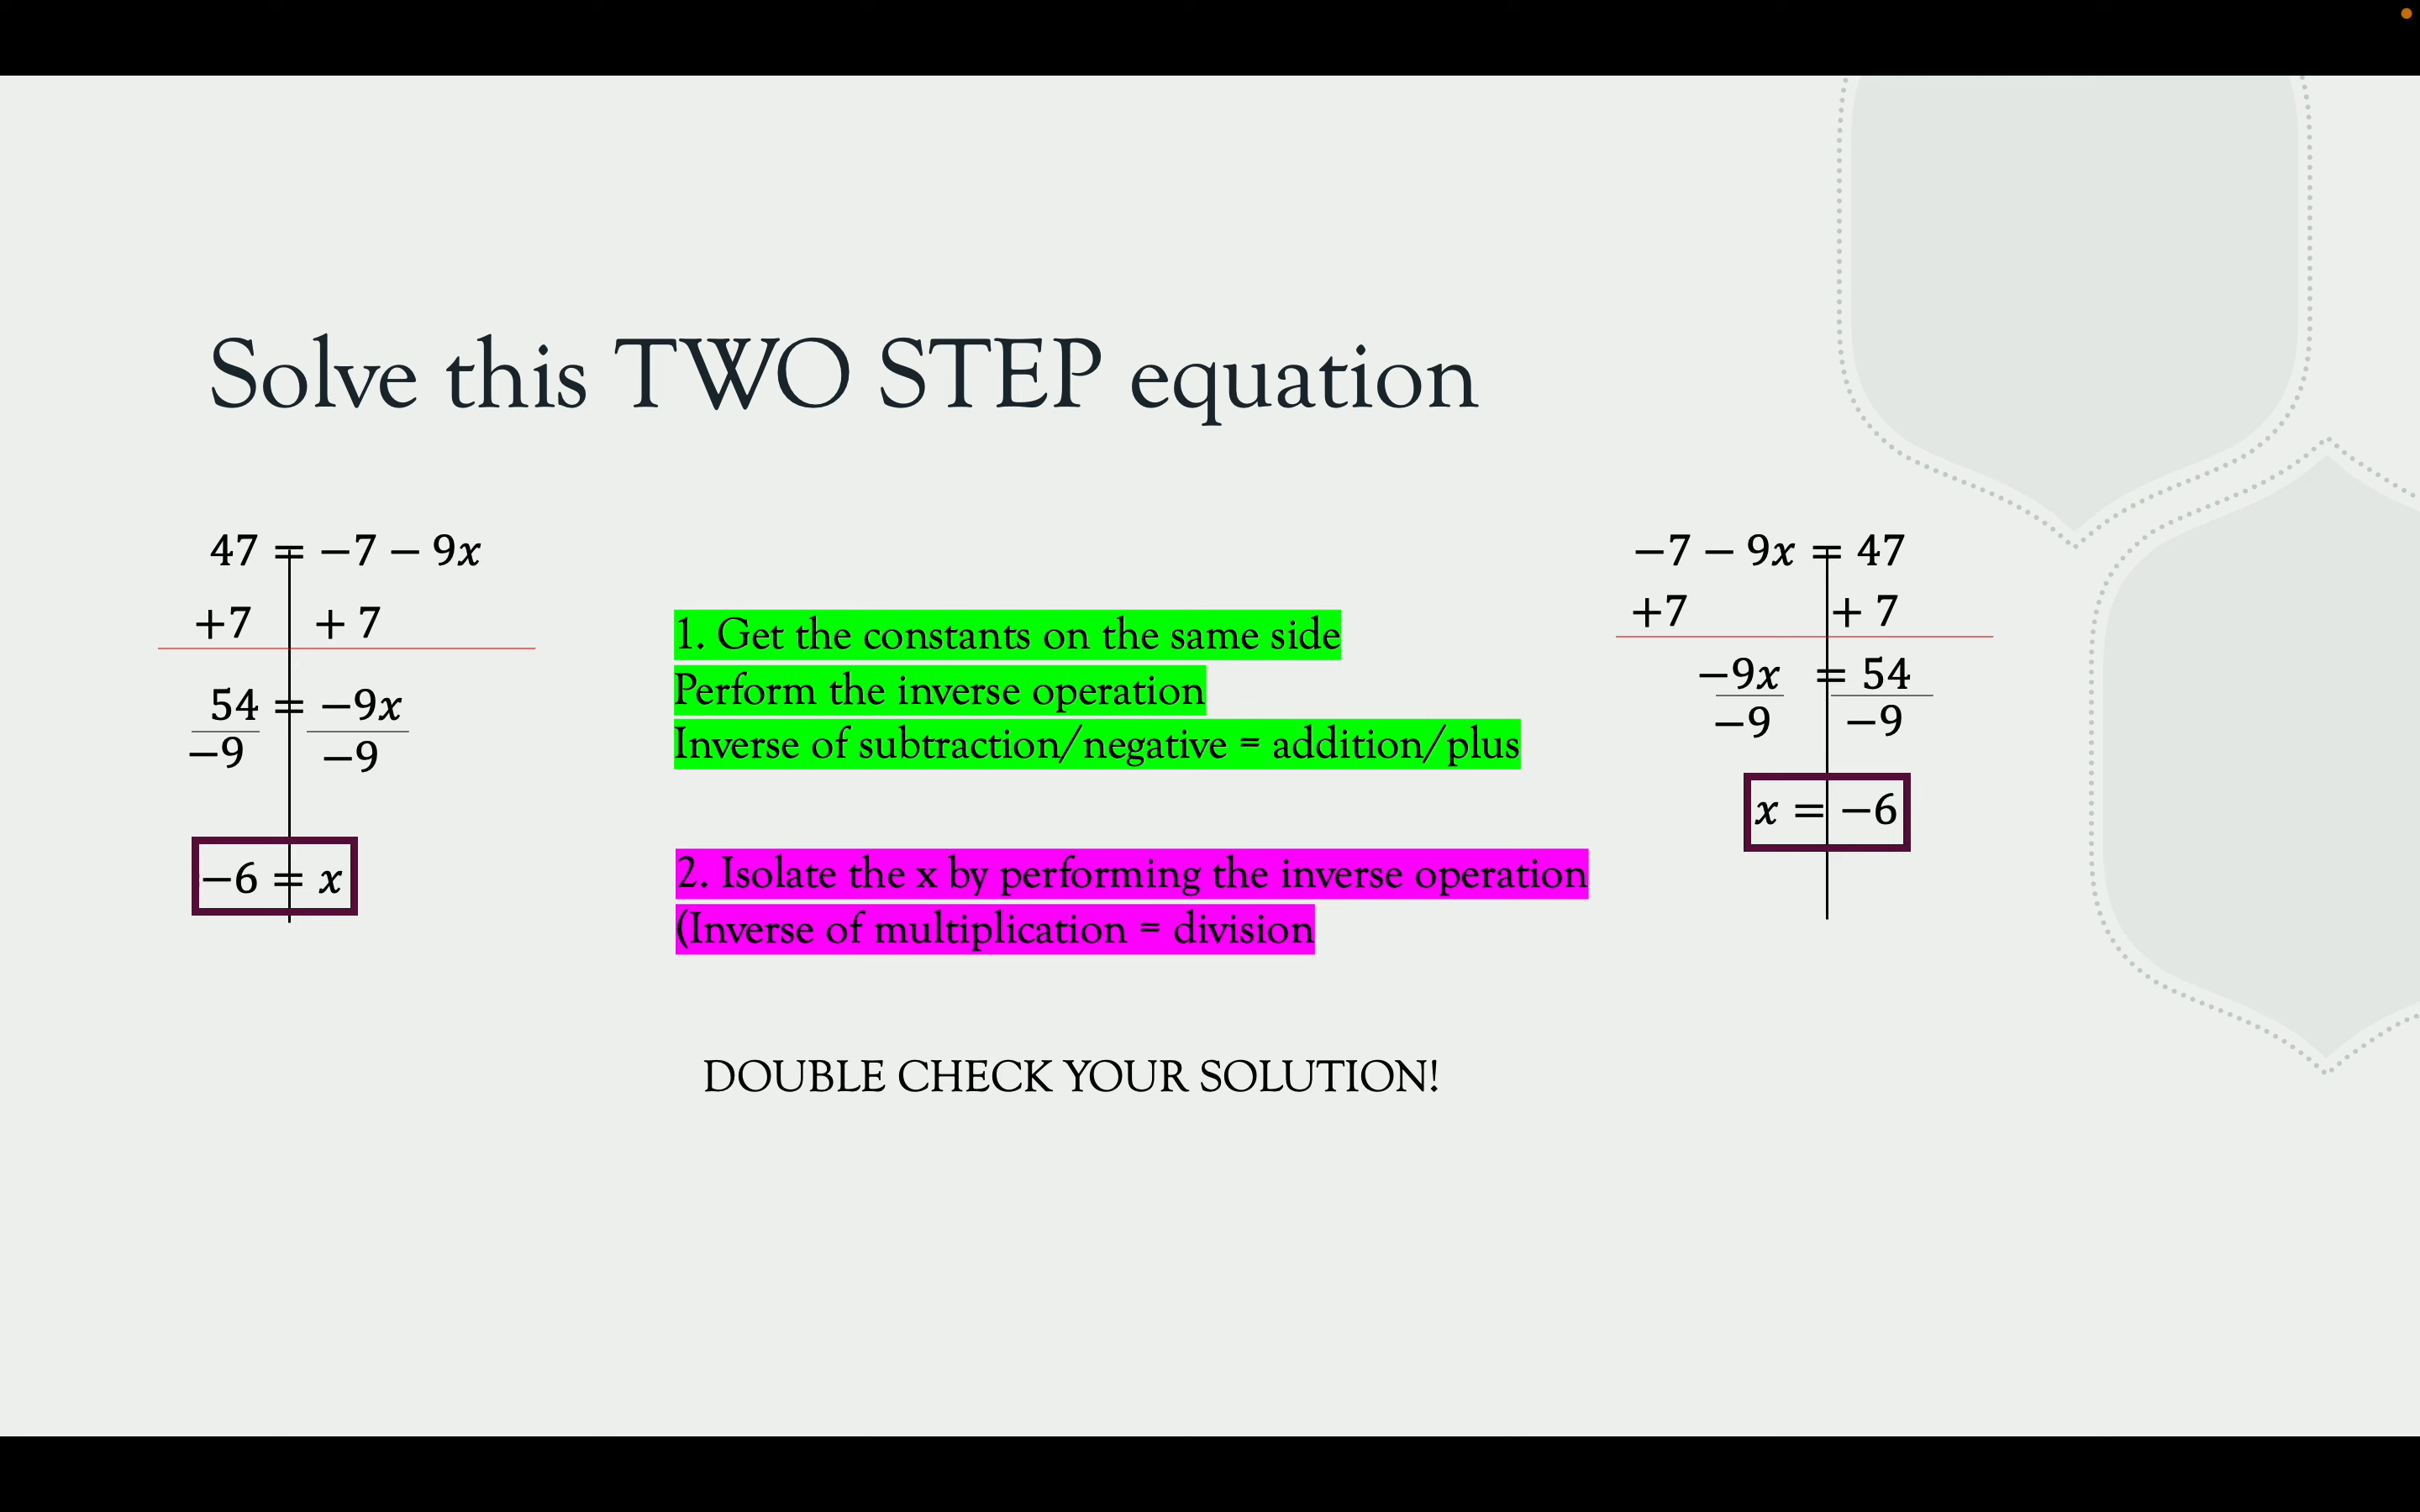 Solve this TWO STEP equation
47 = −7 − 9x
+7 + 7
54 = −9x
−9 −9
−6 = x
1. Get the constants on the same side
Perform the inverse operation
Inverse of subtraction/negative = addition/plus
2. Isolate the x by performing the inverse operation
(Inverse of multiplication = division
DOUBLE CHECK YOUR SOLUTION!
−7 − 9x = 47
+7 + 7
−9x = 54
−9 −9
x = −6